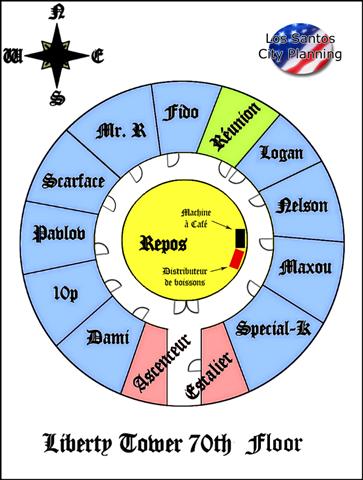 N
Los Santos
City Planning
W
E
S
Fido
Réunion
Mr. R
Logan
Scarface
Nelson
Machine
à Café
Pavlov
Repos
Maxou
Distributeur
de boissons
10p
Special-K
Dami
Ascenceur
Escalier
Liberty Tower 70th Floor